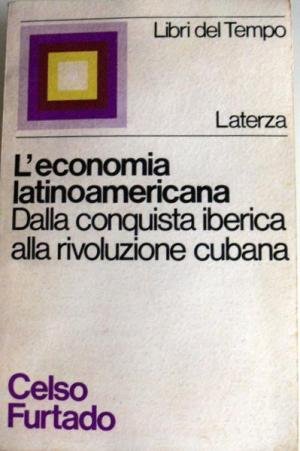 Libri del Tempo
Laterza
L'economia
latinoamericana
Dalla conquista iberica
alla rivoluzione cubana
Celso
Furtado